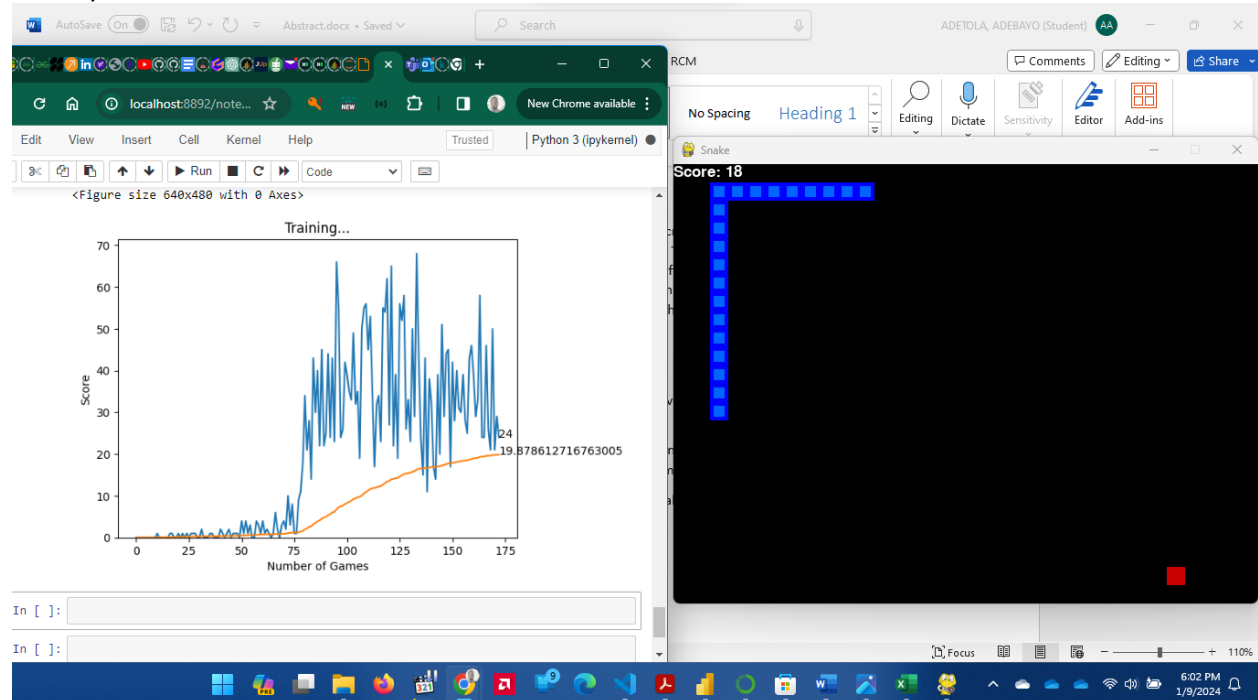 AutoSave On Abstract.docx • Saved Search ADETOLA, ADEBAYO (Student) AA
RCM Comments Editing Share
localhost:8892/note... NEW New Chrome available
No Spacing Heading 1 Editing Dictate Sensitivity Editor Add-ins
Edit View Insert Cell Kernel Help Trusted Python 3 (ipykernel)
Run Code
Snake
Score: 18
<Figure size 640x480 with 0 Axes>
Training...
70
60
50
40
30
20
10
0
Score
24
19.878612716763005
0 25 50 75 100 125 150 175
Number of Games
In [ ]:
In [ ]:
Focus 110%
PRE 321 9
6:02 PM
1/9/2024